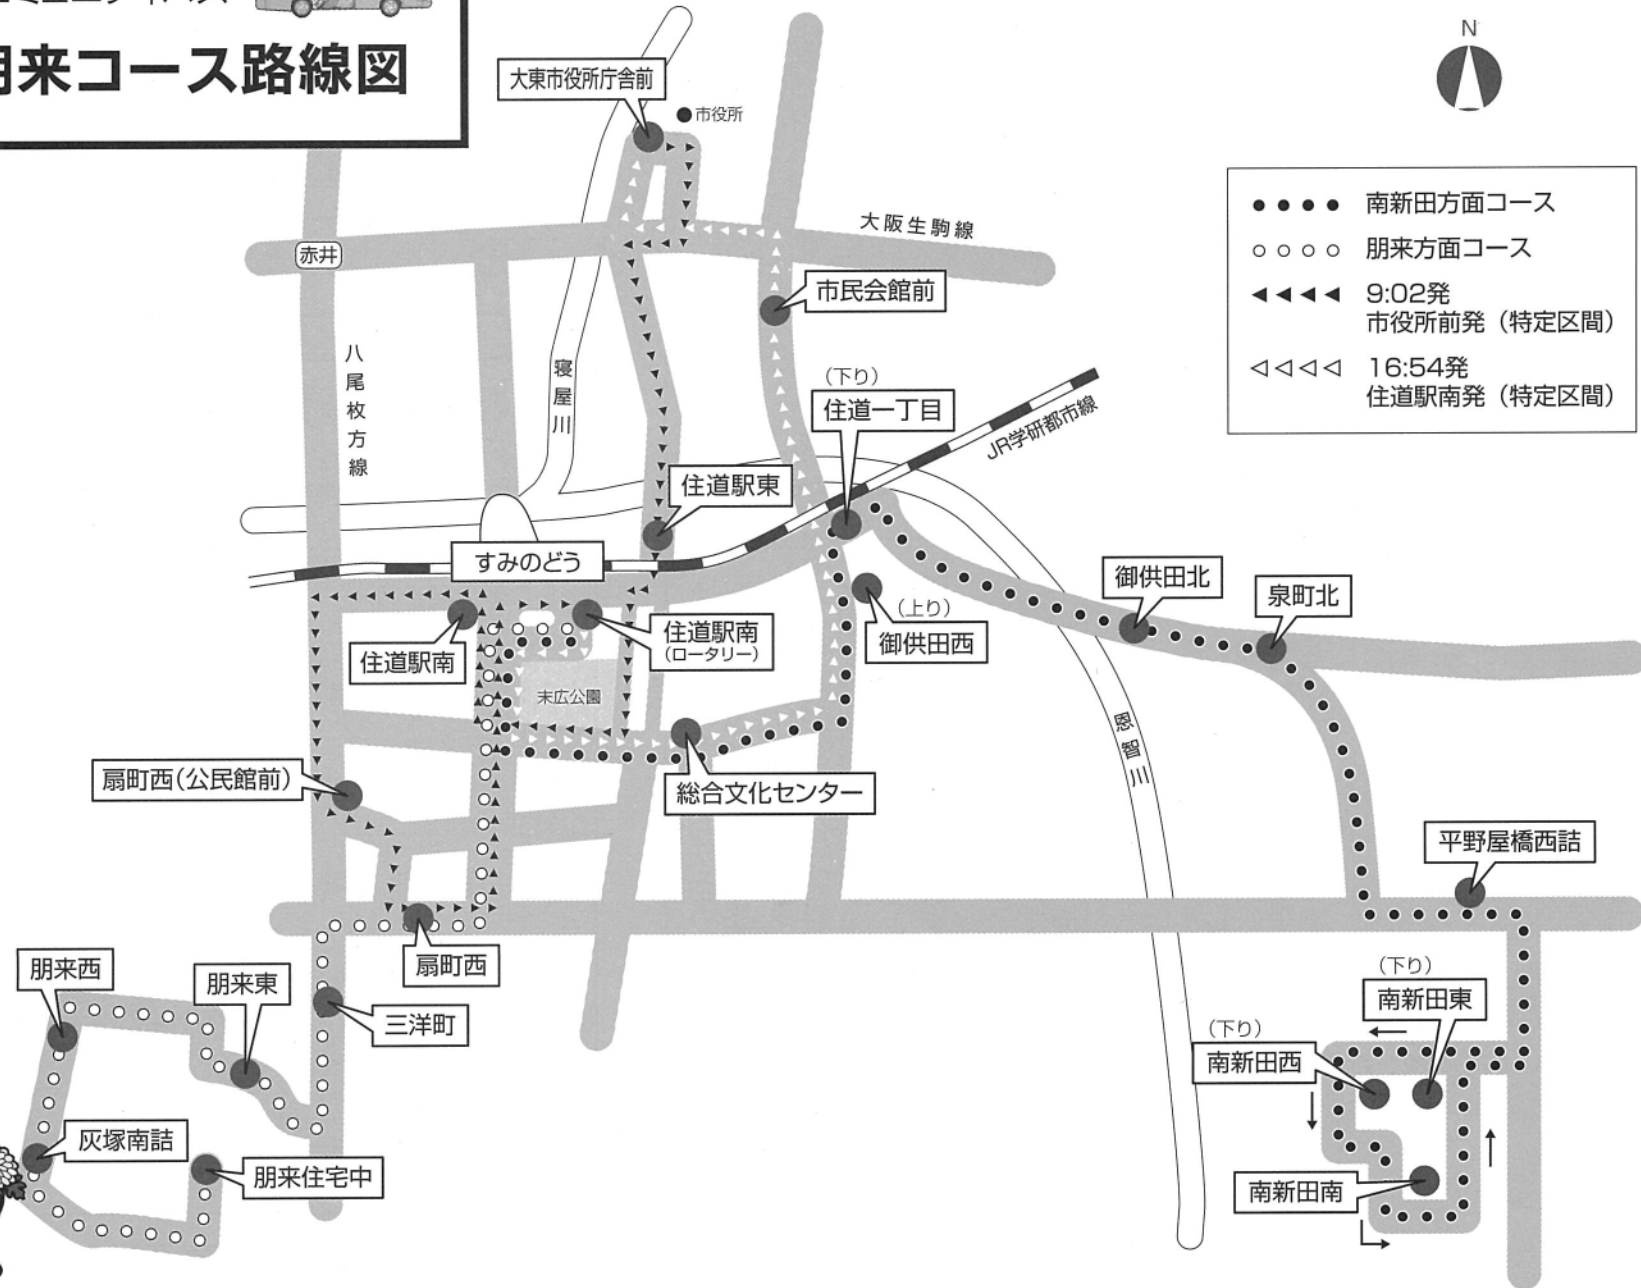 コミュニティバス
朋来コース路線図
N
大東市役所庁舎前
市役所
南新田方面コース
朋来方面コース
9:02発
市役所前発（特定区間）
16:54発
住道駅南発（特定区間）
大阪生駒線
赤井
市民会館前
八尾枚方線
寝屋川
（下り）
住道一丁目
JR学研都市線
住道駅東
すみのどう
御供田北
泉町北
（上り）
御供田西
住道駅南
住道駅南
（ロータリー）
末広公園
恩智川
扇町西（公民館前）
総合文化センター
平野屋橋西詰
扇町西
朋来西
朋来東
三洋町
（下り）
南新田東
（下り）
南新田西
灰塚南詰
朋来住宅中
南新田南